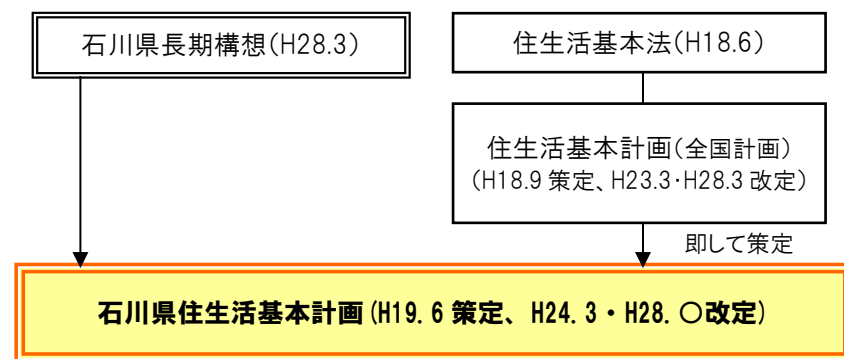 石川県長期構想(H28.3)
住生活基本法(H18.6)
住生活基本計画(全国計画)
(H18.9 策定、H23.3・H28.3 改定)
即して策定
石川県住生活基本計画(H19.6 策定、H24.3・H28.○改定)